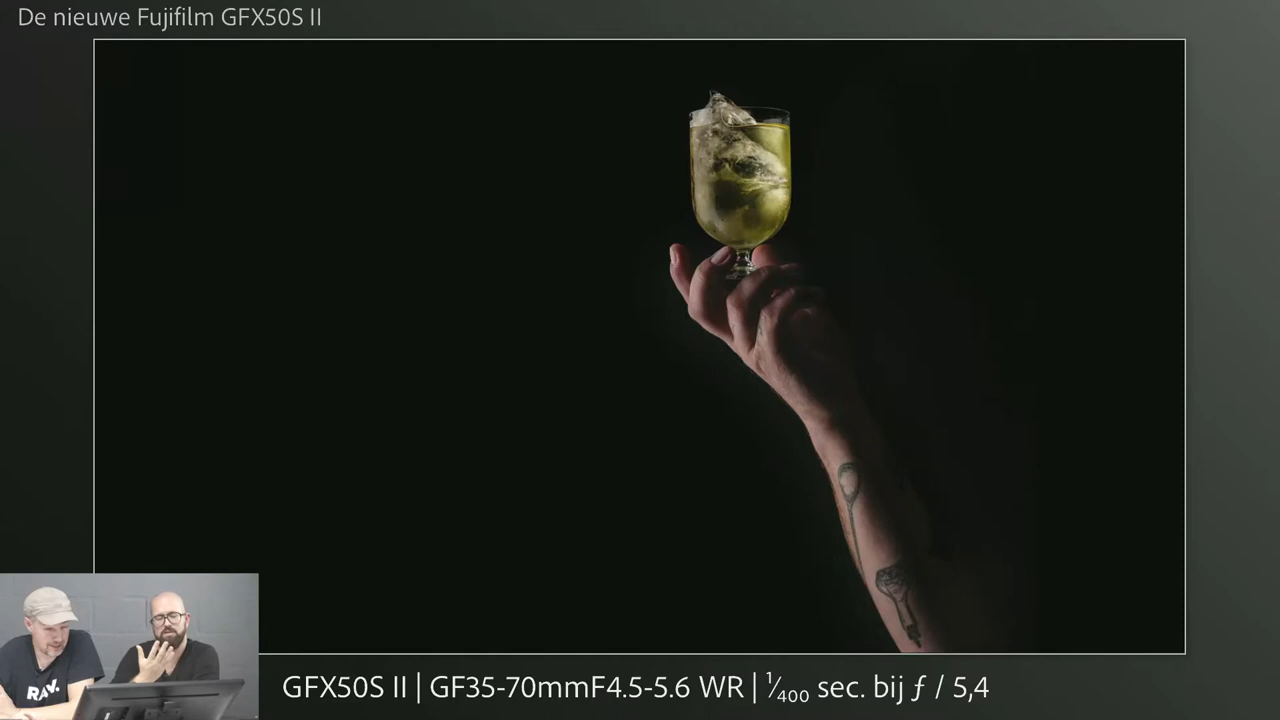 De nieuwe Fujifilm GFX50S II
RAW.
GFX50S II | GF35-70mmF4.5-5.6 WR | ¹⁄₄₀₀ sec. bij ƒ / 5,4